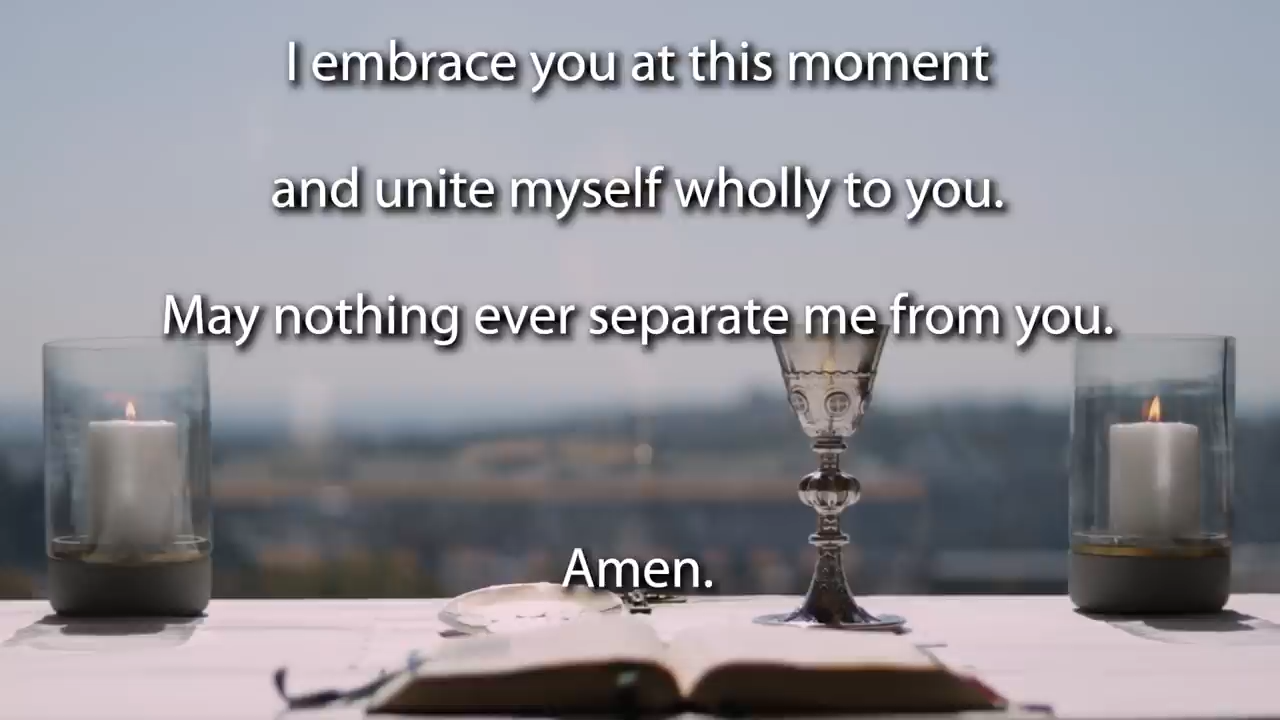 I embrace you at this moment
and unite myself wholly to you.
May nothing ever separate me from you.
Amen.